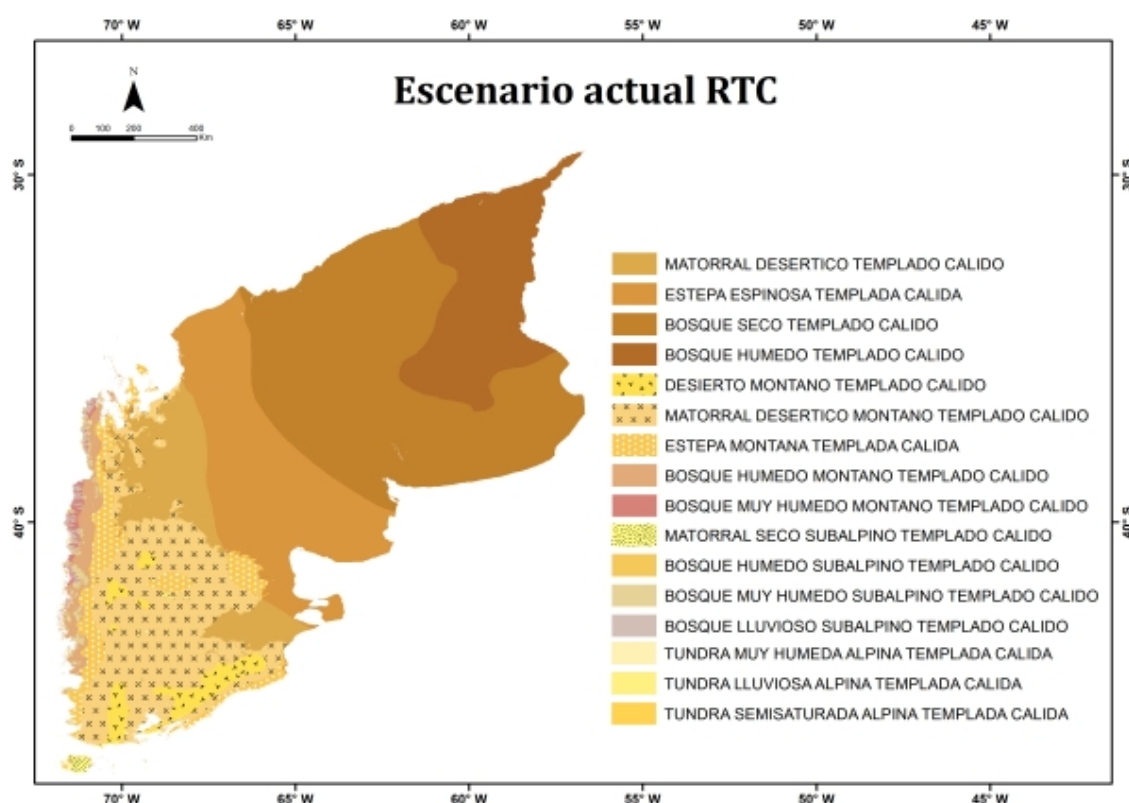 70° W 65° W 60° W 55° W 50° W 45° W
Escenario actual RTC
N
0 100 200 400
Km
30° S 30° S
MATORRAL DESERTICO TEMPLADO CALIDO
ESTEPA ESPINOSA TEMPLADA CALIDA
BOSQUE SECO TEMPLADO CALIDO
BOSQUE HUMEDO TEMPLADO CALIDO
DESIERTO MONTANO TEMPLADO CALIDO
MATORRAL DESERTICO MONTANO TEMPLADO CALIDO
ESTEPA MONTANA TEMPLADA CALIDA
BOSQUE HUMEDO MONTANO TEMPLADO CALIDO
BOSQUE MUY HUMEDO MONTANO TEMPLADO CALIDO
40° S 40° S
MATORRAL SECO SUBALPINO TEMPLADO CALIDO
BOSQUE HUMEDO SUBALPINO TEMPLADO CALIDO
BOSQUE MUY HUMEDO SUBALPINO TEMPLADO CALIDO
BOSQUE LLUVIOSO SUBALPINO TEMPLADO CALIDO
TUNDRA MUY HUMEDA ALPINA TEMPLADA CALIDA
TUNDRA LLUVIOSA ALPINA TEMPLADA CALIDA
TUNDRA SEMISATURADA ALPINA TEMPLADA CALIDA
70° W 65° W 60° W 55° W 50° W 45° W